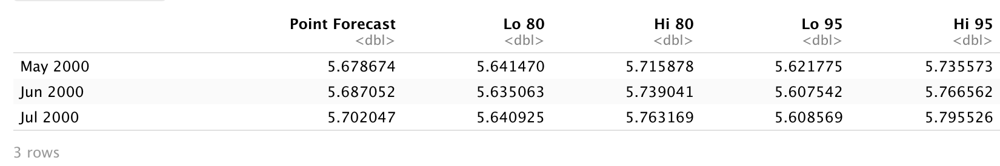 Point Forecast Lo 80 Hi 80 Lo 95 Hi 95
<dbl> <dbl> <dbl> <dbl> <dbl>
May 2000 5.678674 5.641470 5.715878 5.621775 5.735573
Jun 2000 5.687052 5.635063 5.739041 5.607542 5.766562
Jul 2000 5.702047 5.640925 5.763169 5.608569 5.795526
3 rows